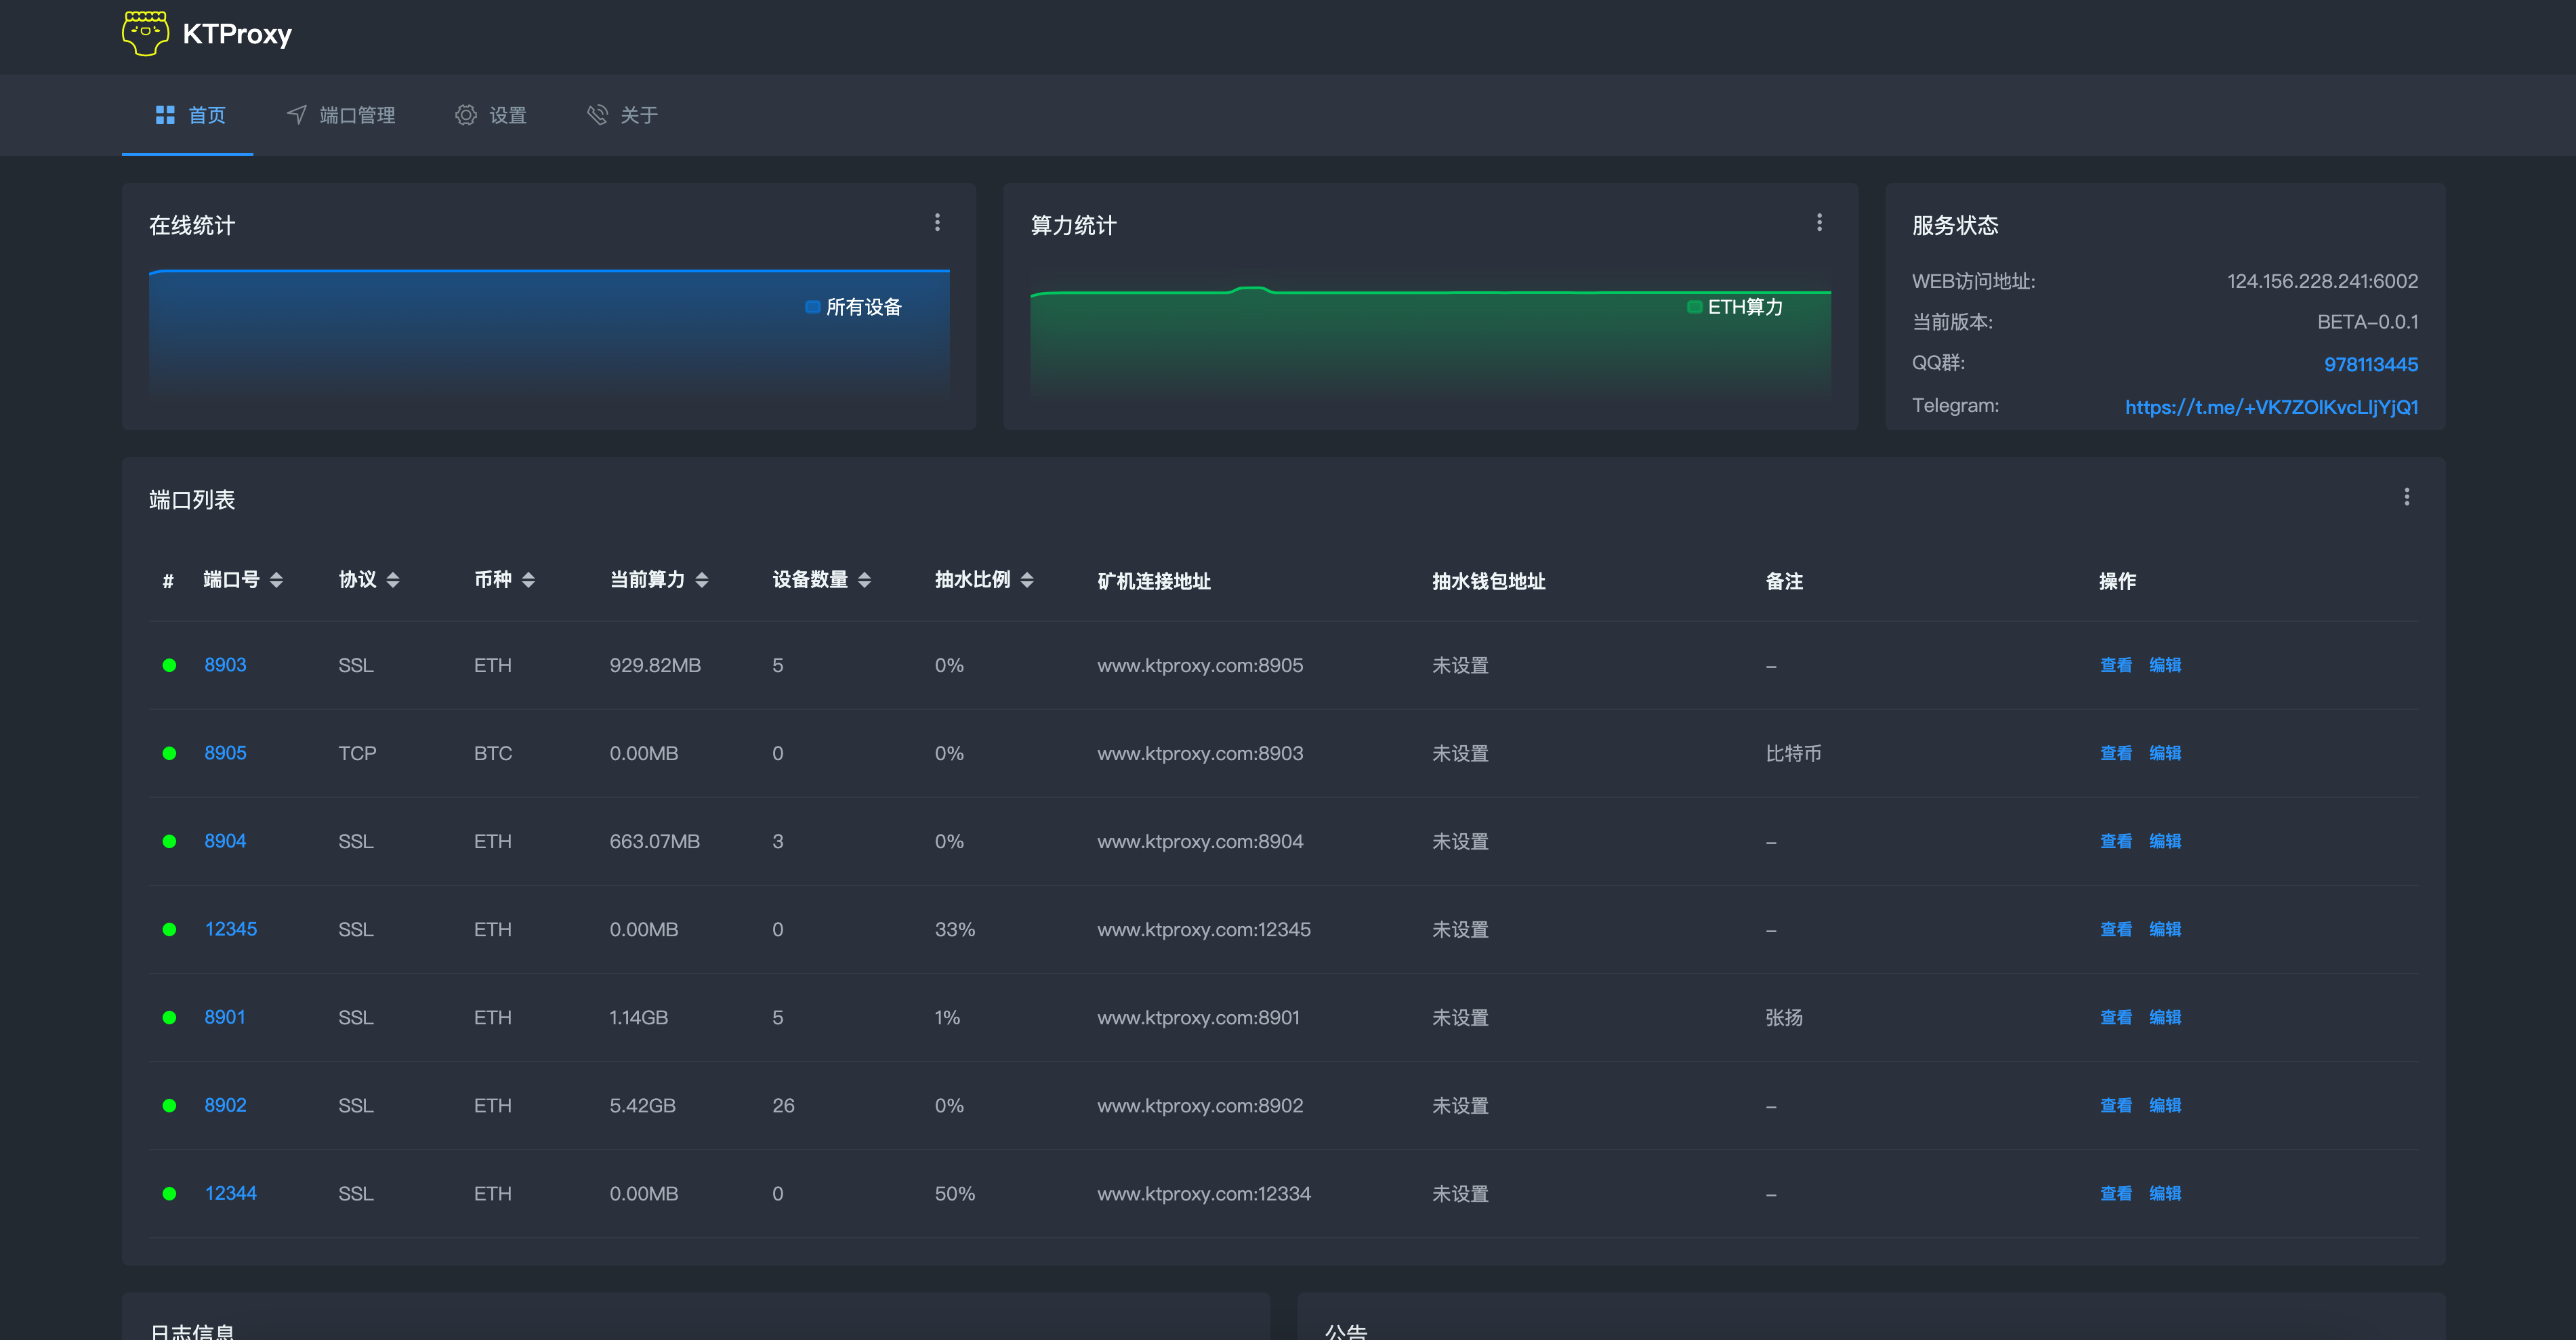 KTProxy
首页 端口管理 设置 关于
在线统计
所有设备
算力统计
ETH算力
服务状态
WEB访问地址: 124.156.228.241:6002
当前版本: BETA-0.0.1
QQ群: 978113445
Telegram: https://t.me/+VK7ZOlKvcLljYjQ1
端口列表
# 端口号 协议 币种 当前算力 设备数量 抽水比例 矿机连接地址 抽水钱包地址 备注 操作
8903 SSL ETH 929.82MB 5 0% www.ktproxy.com:8905 未设置 – 查看 编辑
8905 TCP BTC 0.00MB 0 0% www.ktproxy.com:8903 未设置 比特币 查看 编辑
8904 SSL ETH 663.07MB 3 0% www.ktproxy.com:8904 未设置 – 查看 编辑
12345 SSL ETH 0.00MB 0 33% www.ktproxy.com:12345 未设置 – 查看 编辑
8901 SSL ETH 1.14GB 5 1% www.ktproxy.com:8901 未设置 张扬 查看 编辑
8902 SSL ETH 5.42GB 26 0% www.ktproxy.com:8902 未设置 – 查看 编辑
12344 SSL ETH 0.00MB 0 50% www.ktproxy.com:12334 未设置 – 查看 编辑
日志信息
公告